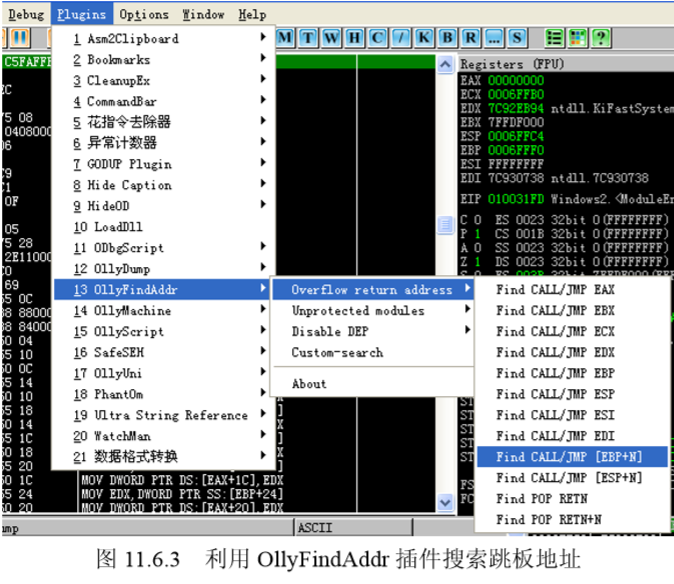 Debug Plugins Options Window Help
M T W H C / K B R ... S ?
1 Asm2Clipboard
2 Bookmarks
3 CleanupEx
4 CommandBar
5 花指令去除器
6 异常计数器
7 GODUP Plugin
8 Hide Caption
9 HideOD
10 LoadDll
11 ODbgScript
12 OllyDump
13 OllyFindAddr
14 OllyMachine
15 OllyScript
16 SafeSEH
17 OllyUni
18 PhantOm
19 Ultra String Reference
20 WatchMan
21 数据格式转换
Overflow return address
Unprotected modules
Disable DEP
Custom-search
About
Find CALL/JMP EAX
Find CALL/JMP EBX
Find CALL/JMP ECX
Find CALL/JMP EDX
Find CALL/JMP EBP
Find CALL/JMP ESP
Find CALL/JMP ESI
Find CALL/JMP EDI
Find CALL/JMP [EBP+N]
Find CALL/JMP [ESP+N]
Find POP RETN
Find POP RETN+N
Registers (FPU)
EAX 00000000
ECX 0006FFB0
EDX 7C92EB94 ntdll.KiFastSystem
EBX 7FFDF000
ESP 0006FFC4
EBP 0006FFF0
ESI FFFFFFFF
EDI 7C930738 ntdll.7C930738
EIP 010031FD Windows2.<ModuleEn
C 0 ES 0023 32bit 0(FFFFFFFF)
P 1 CS 001B 32bit 0(FFFFFFFF)
A 0 SS 0023 32bit 0(FFFFFFFF)
Z 1 DS 0023 32bit 0(FFFFFFFF)
MOV DWORD PTR DS:[EAX+1C],EDX
MOV EDX,DWORD PTR SS:[EBP+24]
MOV DWORD PTR DS:[EAX+20],EDX
ASCII
图 11.6.3 利用 OllyFindAddr 插件搜索跳板地址